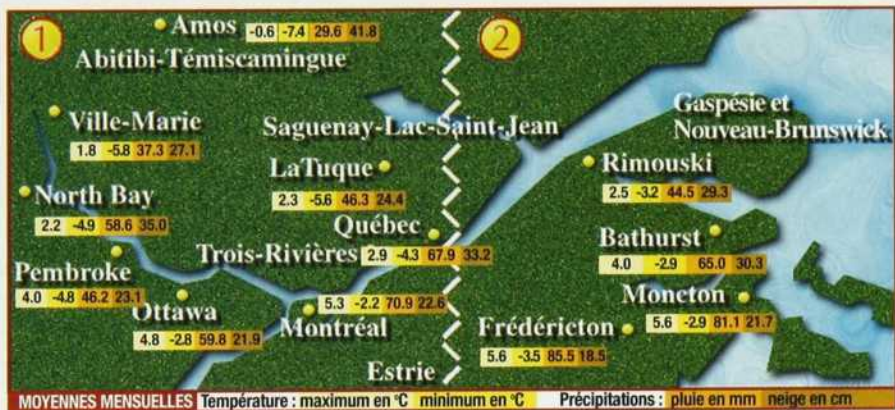 1
Amos
-0.6 -7.4 29.6 41.8
Abitibi-Témiscamingue
Ville-Marie
1.8 -5.8 37.3 27.1
North Bay
2.2 -4.9 58.6 35.0
Pembroke
4.0 -4.8 46.2 23.1
Ottawa
4.8 -2.8 59.8 21.9
Saguenay-Lac-Saint-Jean
LaTuque
2.3 -5.6 46.3 24.4
Québec
Trois-Rivières 2.9 -4.3 67.9 33.2
5.3 -2.2 70.9 22.6
Montréal
Estrie
2
Gaspésie et
Nouveau-Brunswick
Rimouski
2.5 -3.2 44.5 29.3
Bathurst
4.0 -2.9 65.0 30.3
Moncton
5.6 -2.9 81.1 21.7
Frédéricton
5.6 -3.5 85.5 18.5
MOYENNES MENSUELLES Température : maximum en °C minimum en °C Précipitations : pluie en mm neige en cm